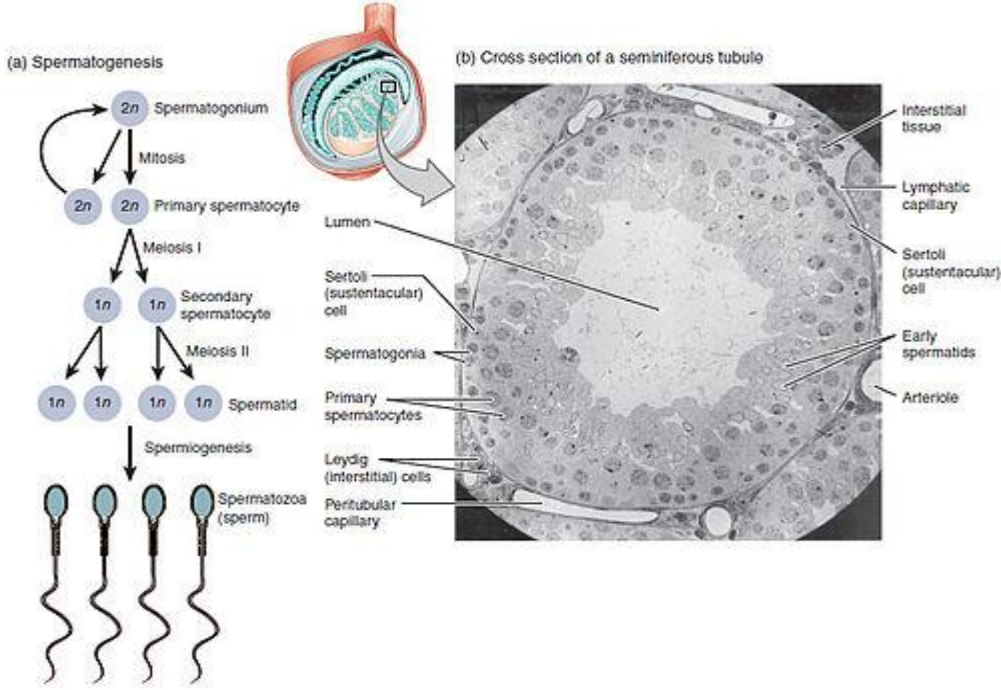 (a) Spermatogenesis
2n
Spermatogonium
Mitosis
2n
2n
Primary spermatocyte
Meiosis I
1n
1n
Secondary
spermatocyte
Meiosis II
1n
1n
1n
1n
Spermatid
Spermiogenesis
Spermatozoa
(sperm)
(b) Cross section of a seminiferous tubule
Lumen
Sertoli
(sustentacular)
cell
Spermatogonia
Primary
spermatocytes
Leydig
(interstitial) cells
Peritubular
capillary
Interstitial
tissue
Lymphatic
capillary
Sertoli
(sustentacular)
cell
Early
spermatids
Arteriole